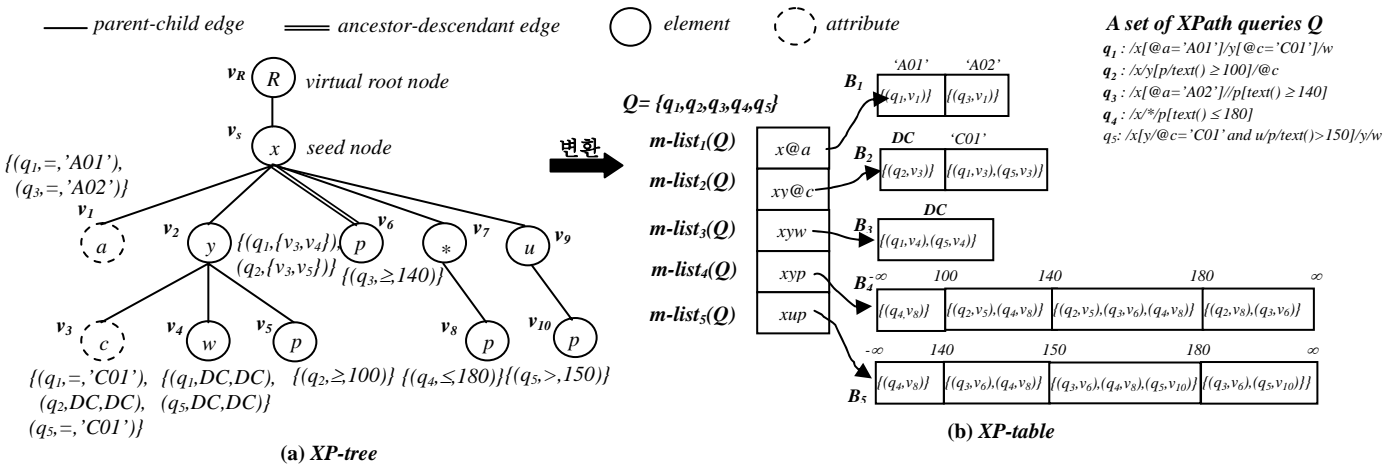 parent-child edge
ancestor-descendant edge
element
attribute
A set of XPath queries Q
q1 : /x[@a='A01']/y[@c='C01']/w
q2 : /x/y[p/text() ≥ 100]/@c
q3 : /x[@a='A02']//p[text() ≥ 140]
q4 : /x/*/p[text() ≤ 180]
q5: /x[y/@c='C01' and u/p/text()>150]/y/w
vR
R
virtual root node
vs
x
seed node
{(q1,=,'A01'),
(q3,=,'A02')}
v1
a
v2
y
{(q1,{v3,v4}),
(q2,{v3,v5})}
v6
p
{(q3,≥,140)}
v7
*
v9
u
v3
c
v4
w
v5
p
v8
p
v10
p
{(q1,=,'C01'),
(q2,DC,DC),
(q5,=,'C01')}
{(q1,DC,DC),
(q5,DC,DC)}
{(q2,≥,100)}
{(q4,≤180)}
{(q5,>,150)}
(a) XP-tree
변환
Q= {q1,q2,q3,q4,q5}
m-list1(Q)
x@a
m-list2(Q)
xy@c
m-list3(Q)
xyw
m-list4(Q)
xyp
m-list5(Q)
xup
B1
'A01' 'A02'
{(q1,v1)} {(q3,v1)}
B2
DC 'C01'
{(q2,v3)} {(q1,v3),(q5,v3)}
B3
DC
{(q1,v4),(q5,v4)}
B4
-∞ 100 140 180 ∞
{(q4,v8)} {(q2,v5),(q4,v8)} {(q2,v5),(q3,v6),(q4,v8)} {(q2,v8),(q3,v6)}
B5
-∞ 140 150 180 ∞
{(q4,v8)} {(q3,v6),(q4,v8)} {(q3,v6),(q4,v8),(q5,v10)} {(q3,v6),(q5,v10)}}
(b) XP-table